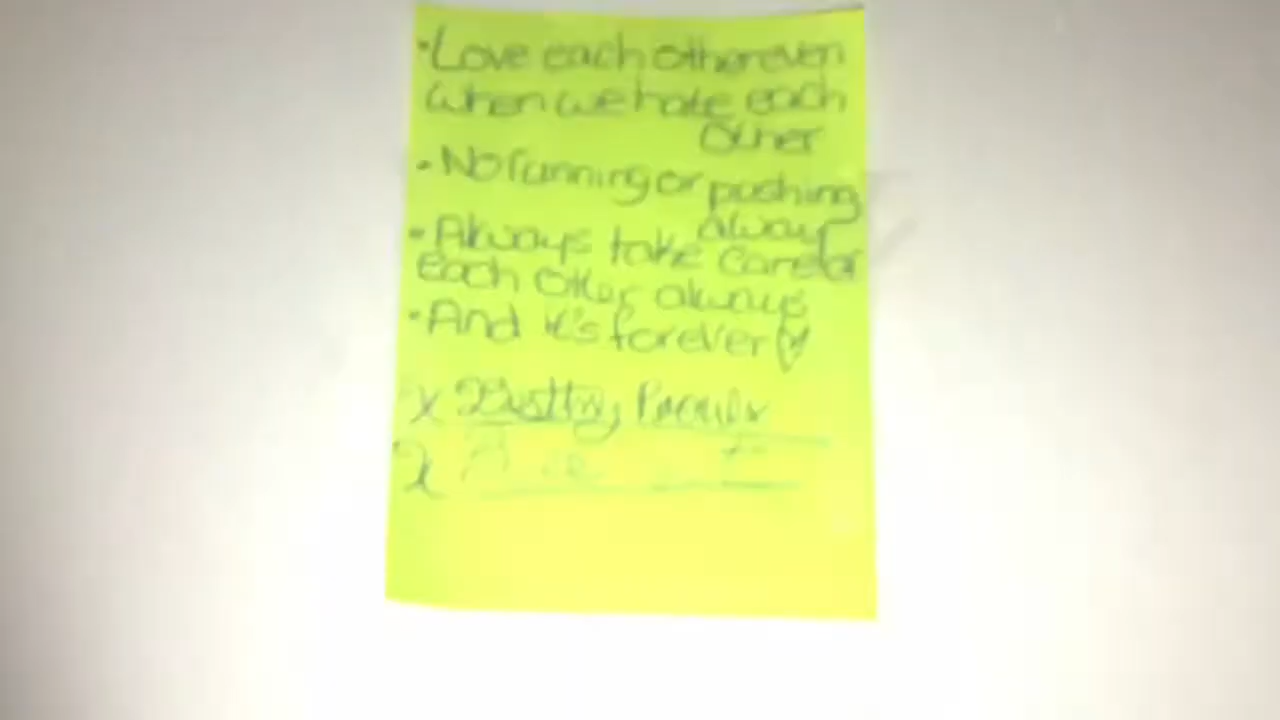 • Love each other even
when we hate each
other
• No running or pushing
away
• Always take care of
each other always
• And it's forever
x
x